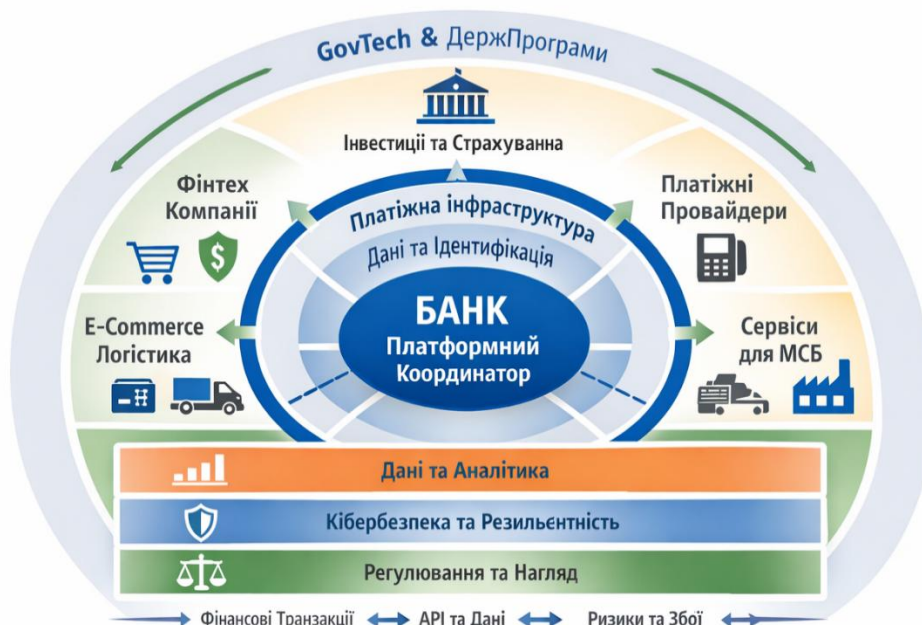 GovTech & ДержПрограми
Інвестиції та Страхуванна
Фінтех
Компанії
Платіжні
Провайдери
Платіжна інфраструктура
Дані та Ідентифікація
БАНК
Платформний
Координатор
E-Commerce
Логістика
Сервіси
для МСБ
Дані та Аналітика
Кібербезпека та Резильєнтність
Регулювання та Нагляд
Фінансові Транзакції
API та Дані
Ризики та Збої